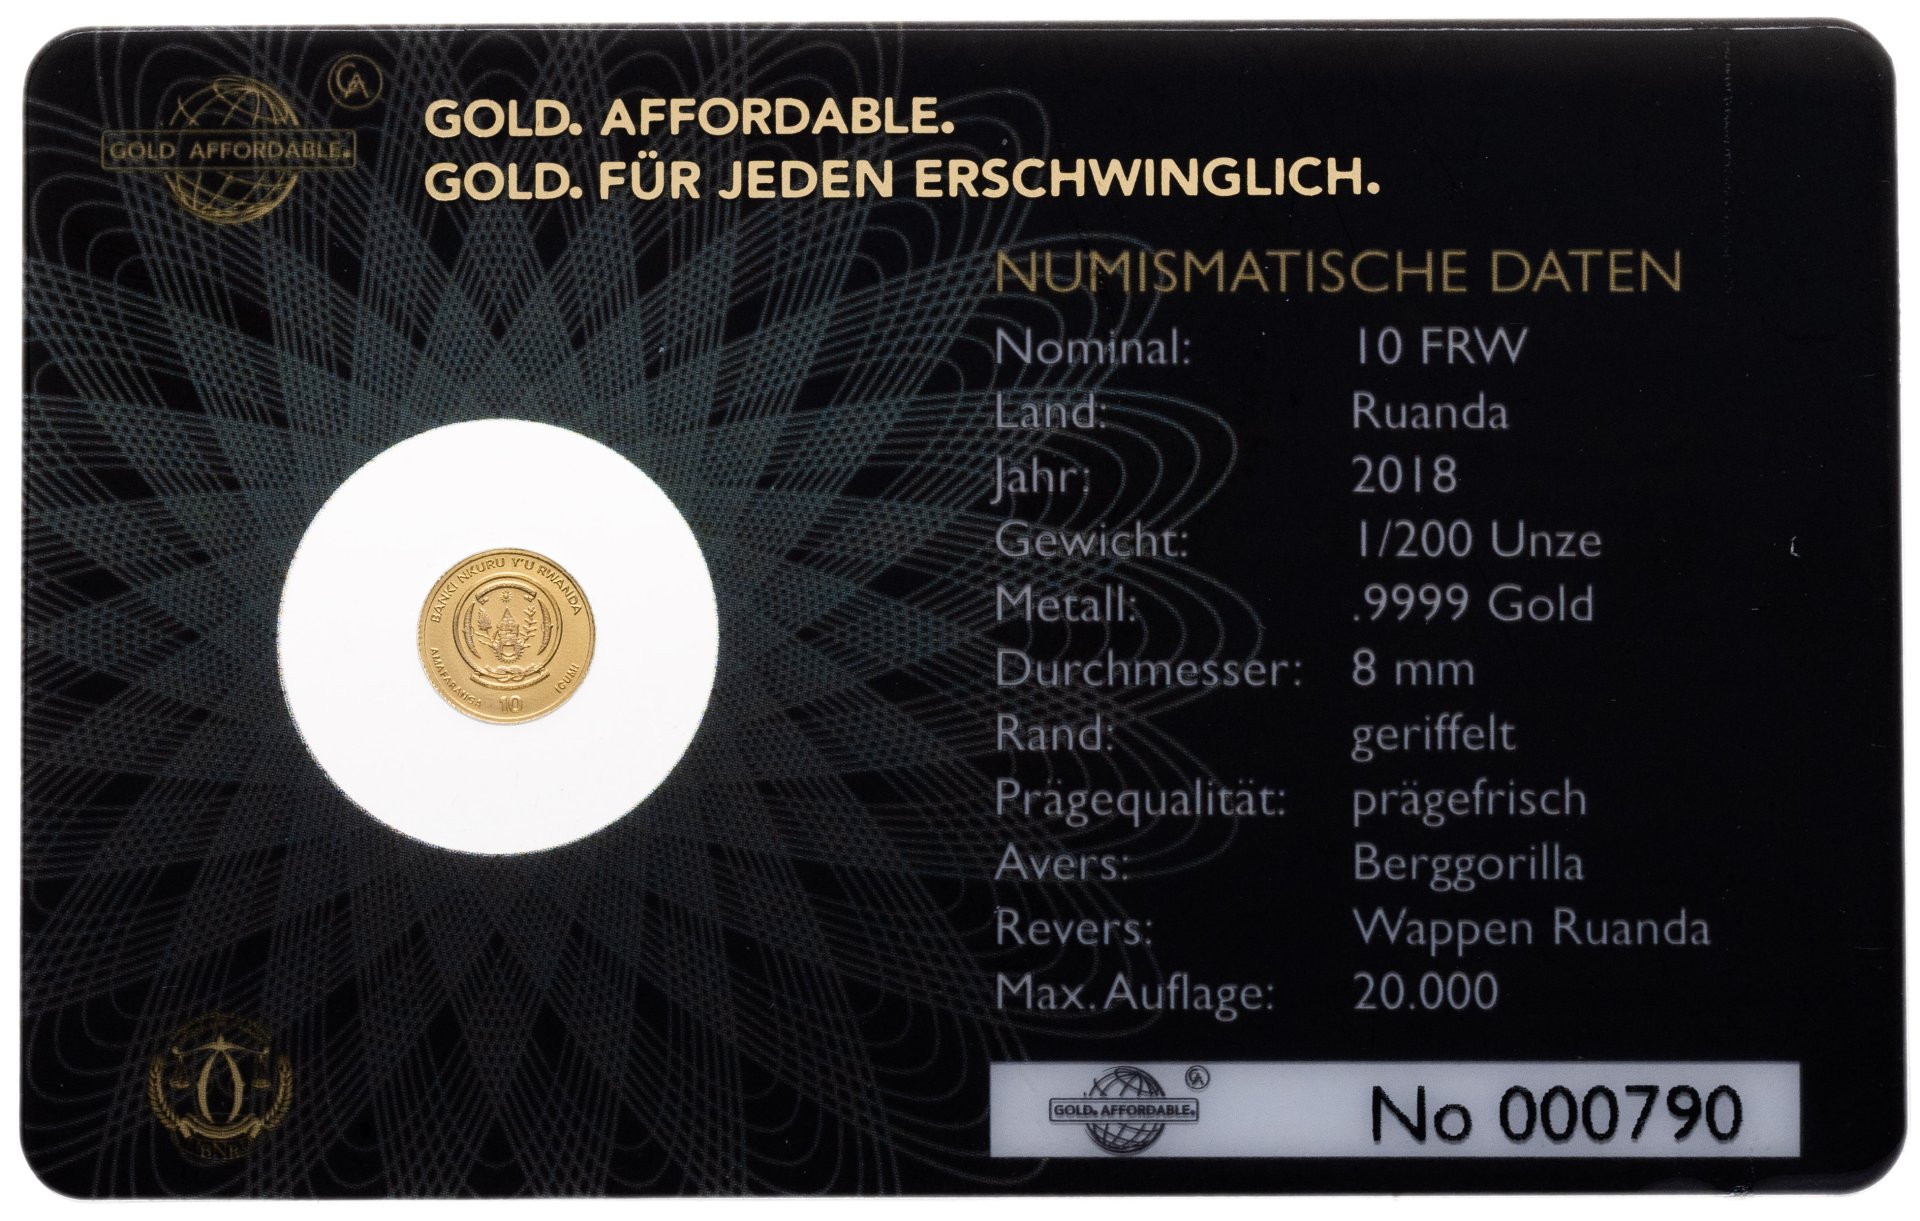 GOLD. AFFORDABLE.
CA
GOLD. AFFORDABLE.
GOLD. FÜR JEDEN ERSCHWINGLICH.
NUMISMATISCHE DATEN
Nominal: 10 FRW
Land: Ruanda
Jahr: 2018
Gewicht: 1/200 Unze
Metall: .9999 Gold
Durchmesser: 8 mm
Rand: geriffelt
Prägequalität: prägefrisch
Avers: Berggorilla
Revers: Wappen Ruanda
Max. Auflage: 20.000
BANKI NKURU Y'U RWANDA
AMAFARANGA 10 ICUMI
BNR
GOLD. AFFORDABLE.
CA
No 000790